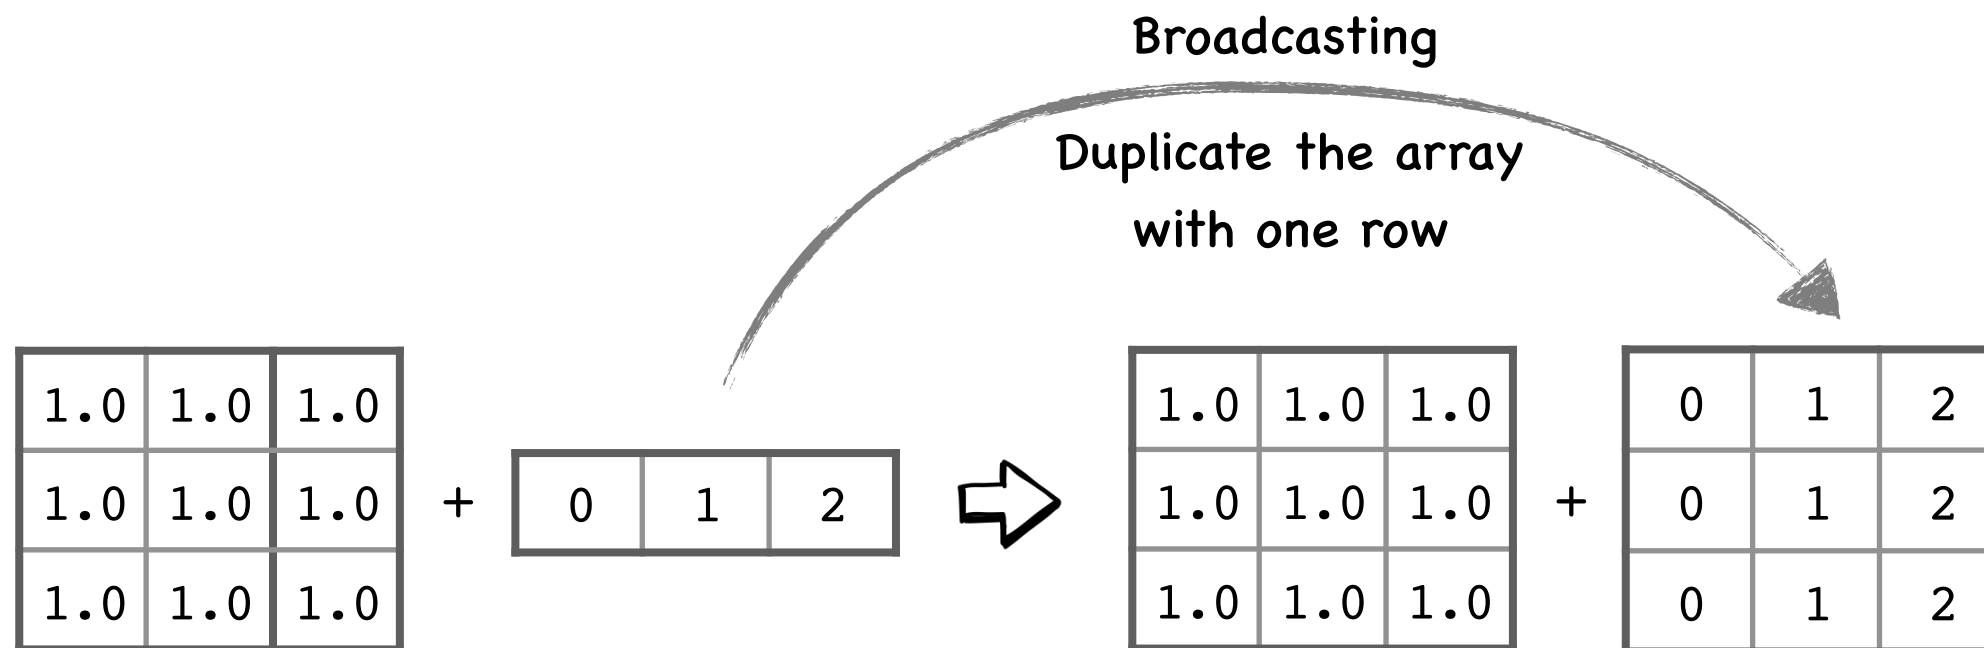 Broadcasting
Duplicate the array
with one row
1.0 1.0 1.0 1.0 1.0 1.0 0 1 2
1.0 1.0 1.0 + 0 1 2 1.0 1.0 1.0 + 0 1 2
1.0 1.0 1.0 1.0 1.0 1.0 0 1 2